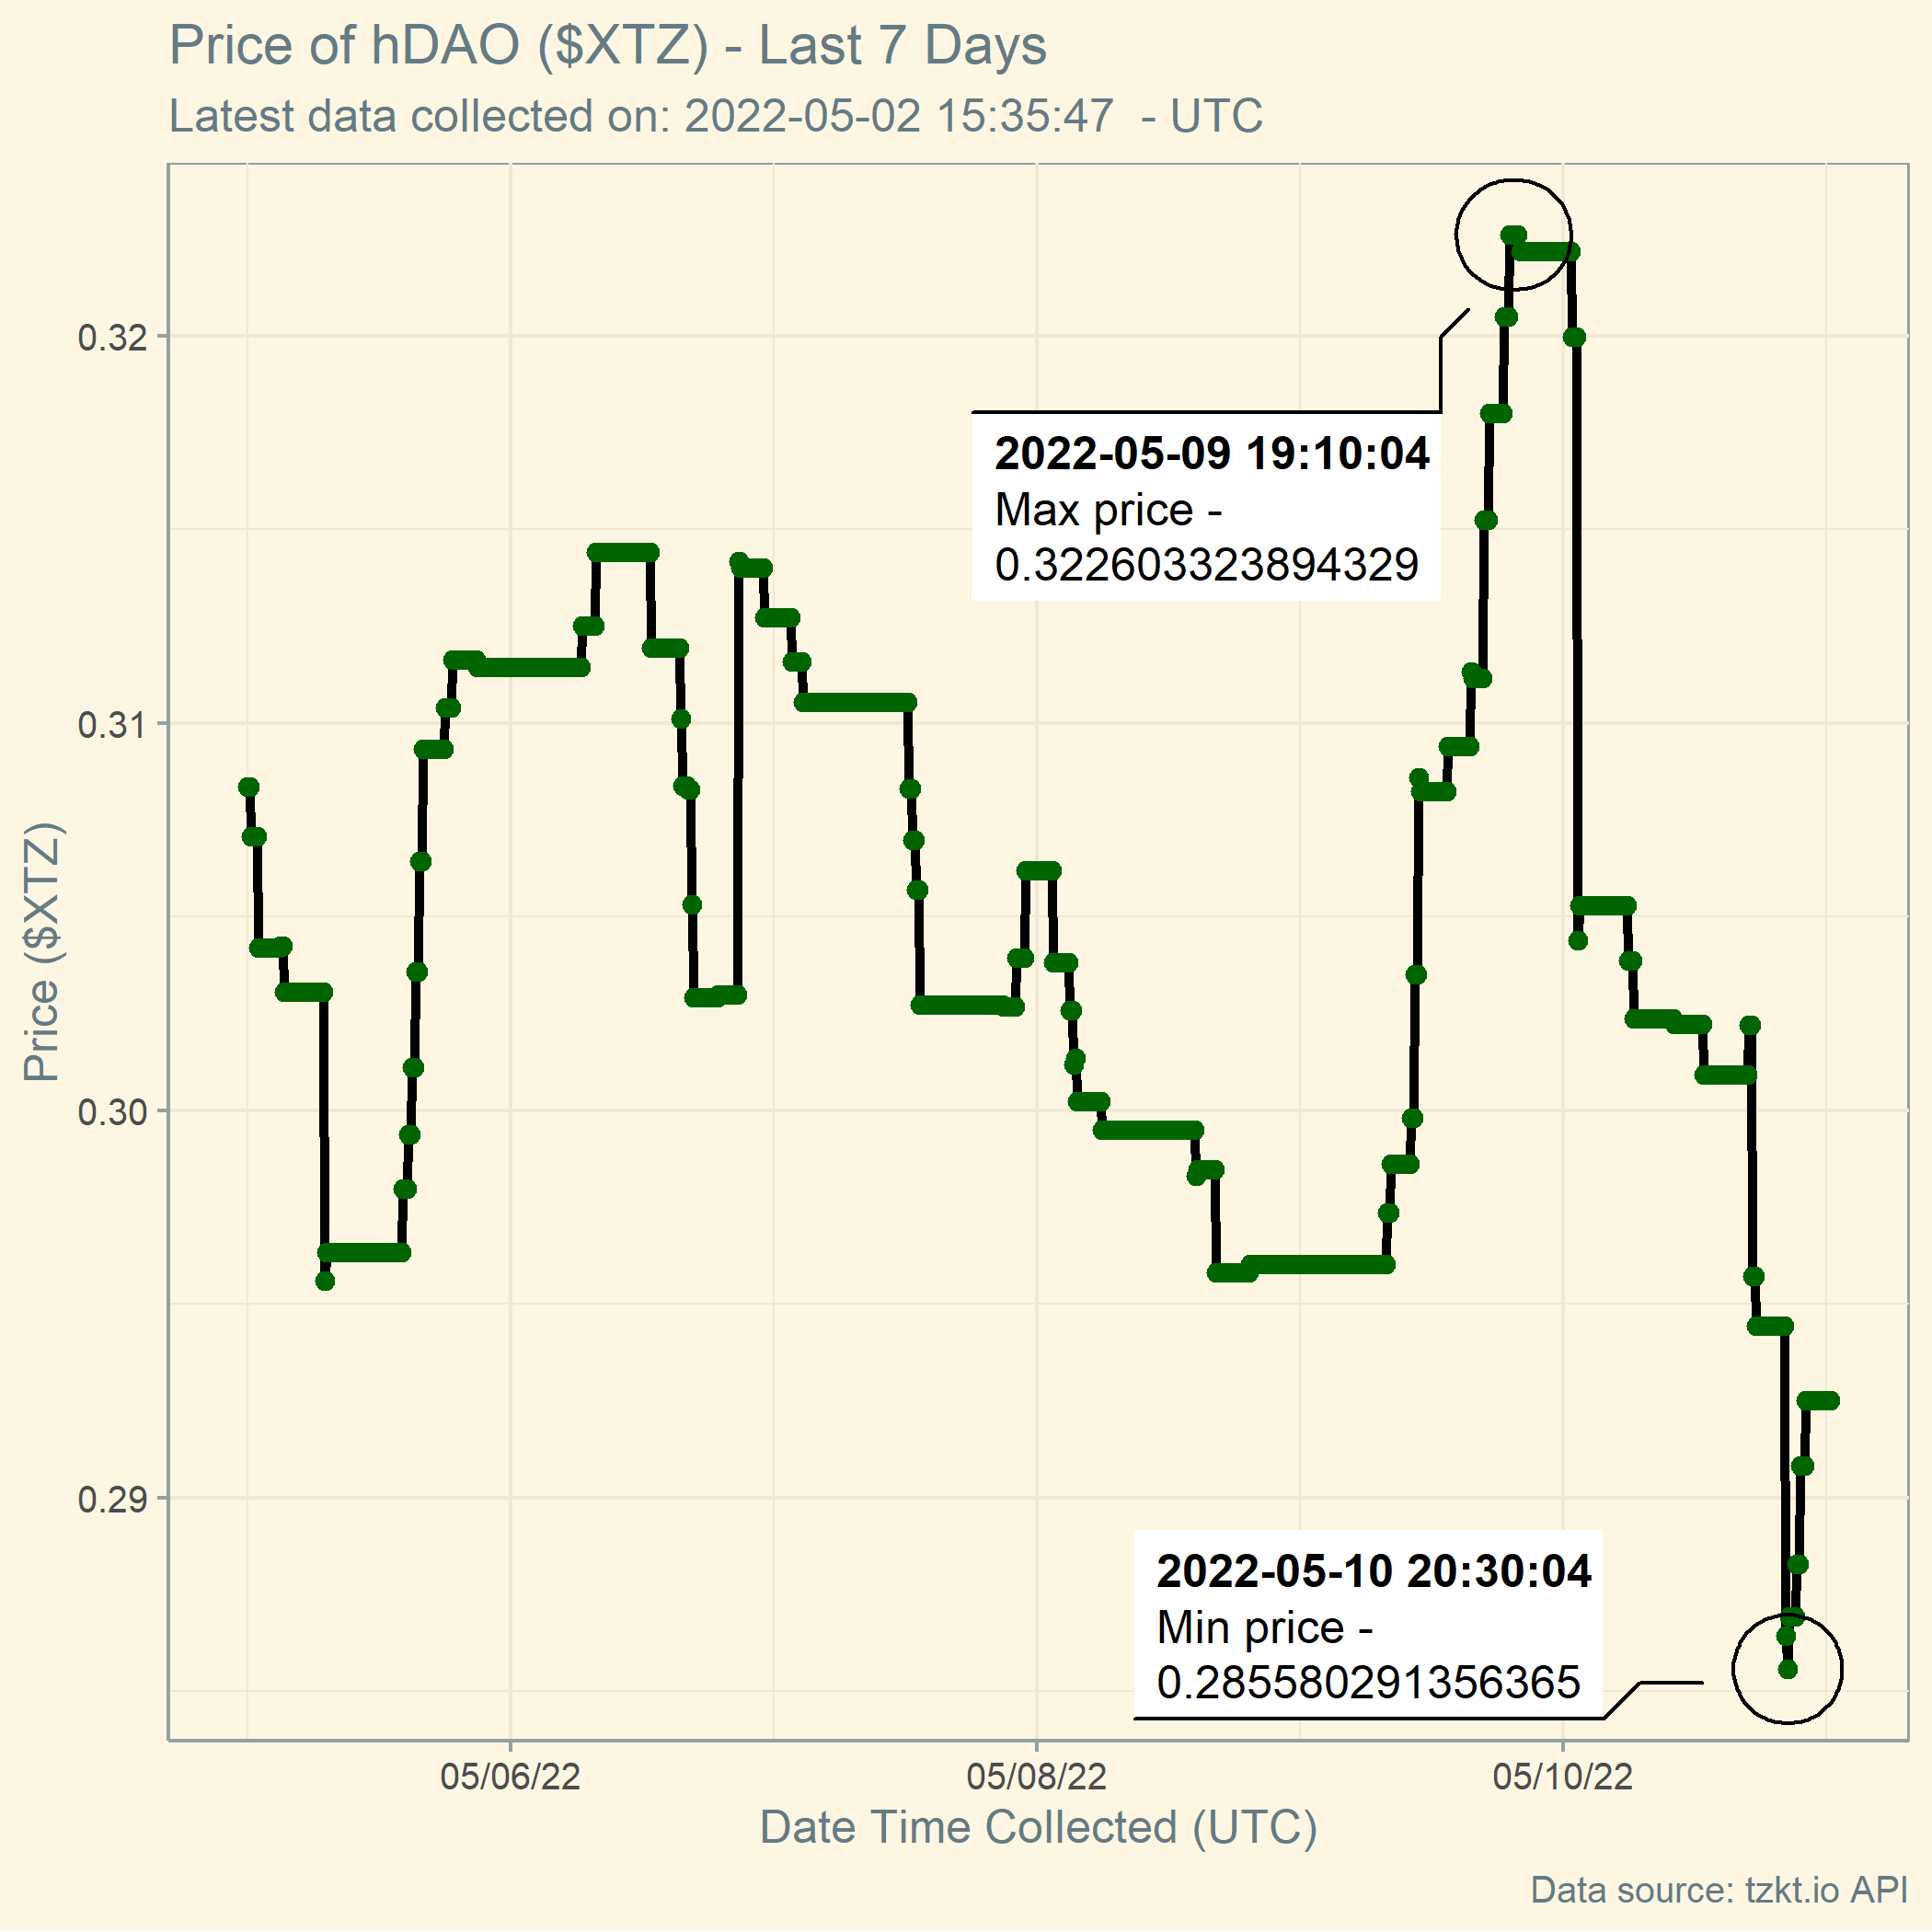 Price of hDAO ($XTZ) - Last 7 Days
Latest data collected on: 2022-05-02 15:35:47  - UTC
0.32
0.31
0.30
0.29
Price ($XTZ)
2022-05-09 19:10:04
Max price -
0.322603323894329
2022-05-10 20:30:04
Min price -
0.285580291356365
05/06/22
05/08/22
05/10/22
Date Time Collected (UTC)
Data source: tzkt.io API